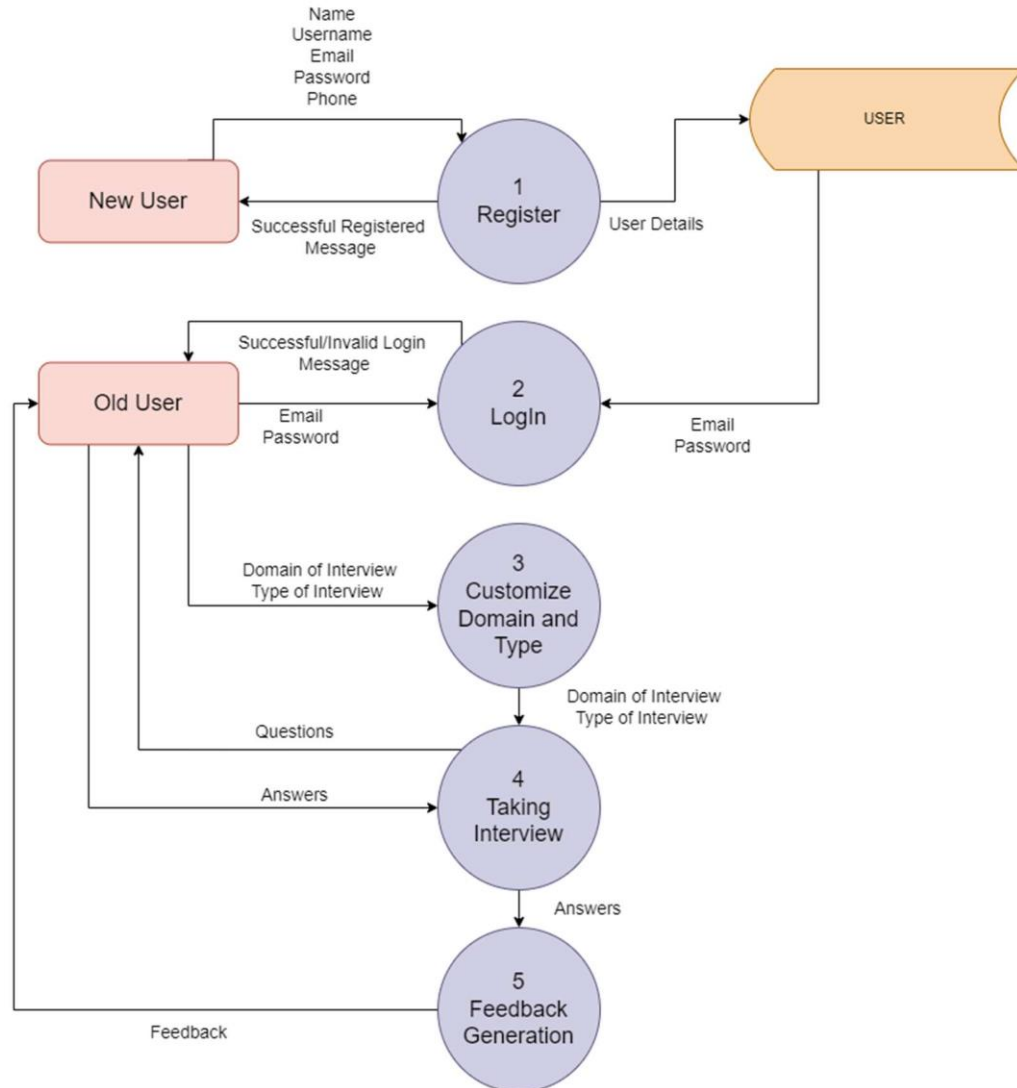 Name
Username
Email
Password
Phone
USER
New User
1
Register
Successful Registered
Message
User Details
Successful/Invalid Login
Message
Old User
2
LogIn
Email
Password
Email
Password
3
Customize
Domain and
Type
Domain of Interview
Type of Interview
Domain of Interview
Type of Interview
Questions
4
Taking
Interview
Answers
Answers
5
Feedback
Generation
Feedback